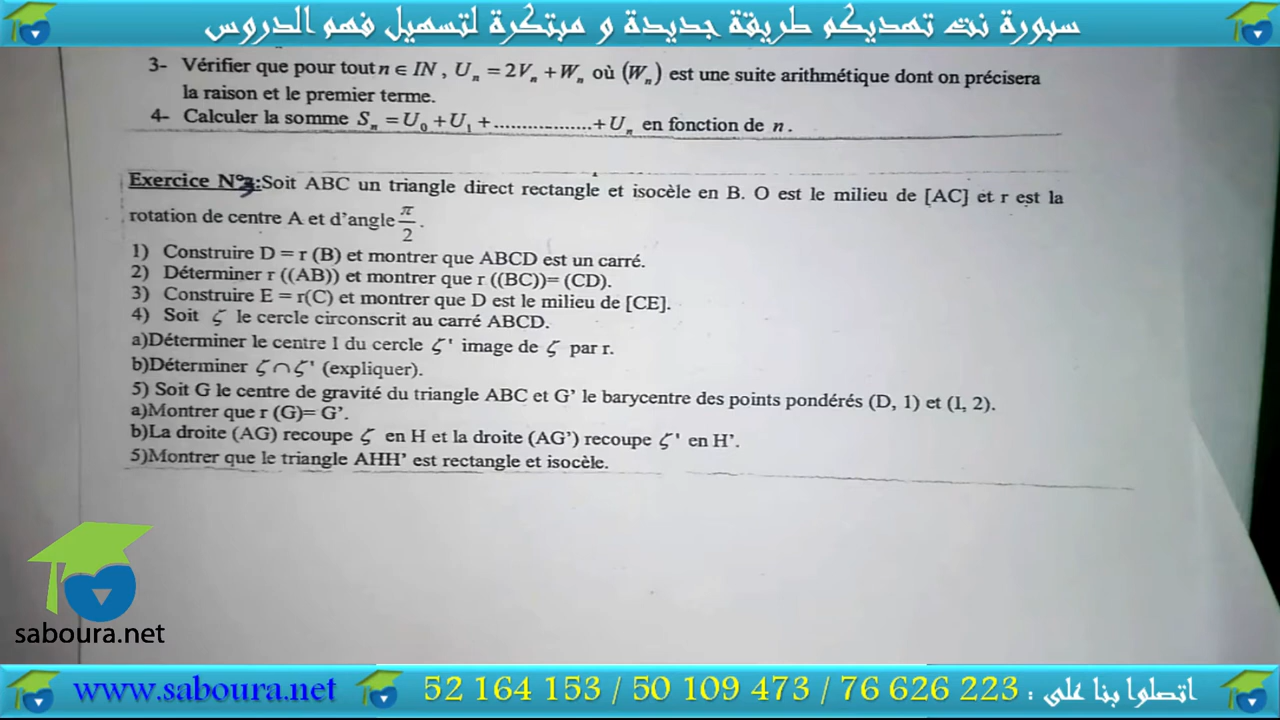 سبورة نت تهديكم طريقة جديدة و مبتكرة لتسهيل فهم الدروس
3- Vérifier que pour tout n ∈ IN , Uₙ = 2Vₙ + Wₙ où (Wₙ) est une suite arithmétique dont on précisera
la raison et le premier terme.
4- Calculer la somme Sₙ = U₀ + U₁ + .................. + Uₙ en fonction de n .
Exercice N°3:Soit ABC un triangle direct rectangle et isocèle en B. O est le milieu de [AC] et r est la
rotation de centre A et d'angle π/2 .
1) Construire D = r (B) et montrer que ABCD est un carré.
2) Déterminer r ((AB)) et montrer que r ((BC))= (CD).
3) Construire E = r(C) et montrer que D est le milieu de [CE].
4) Soit ζ le cercle circonscrit au carré ABCD.
a)Déterminer le centre I du cercle ζ ' image de ζ par r.
b)Déterminer ζ ∩ ζ ' (expliquer).
5) Soit G le centre de gravité du triangle ABC et G' le barycentre des points pondérés (D, 1) et (I, 2).
a)Montrer que r (G)= G'.
b)La droite (AG) recoupe ζ en H et la droite (AG') recoupe ζ ' en H'.
5)Montrer que le triangle AHH' est rectangle et isocèle.
saboura.net
www.saboura.net 52 164 153 / 50 109 473 / 76 626 223 : اتصلوا بنا على